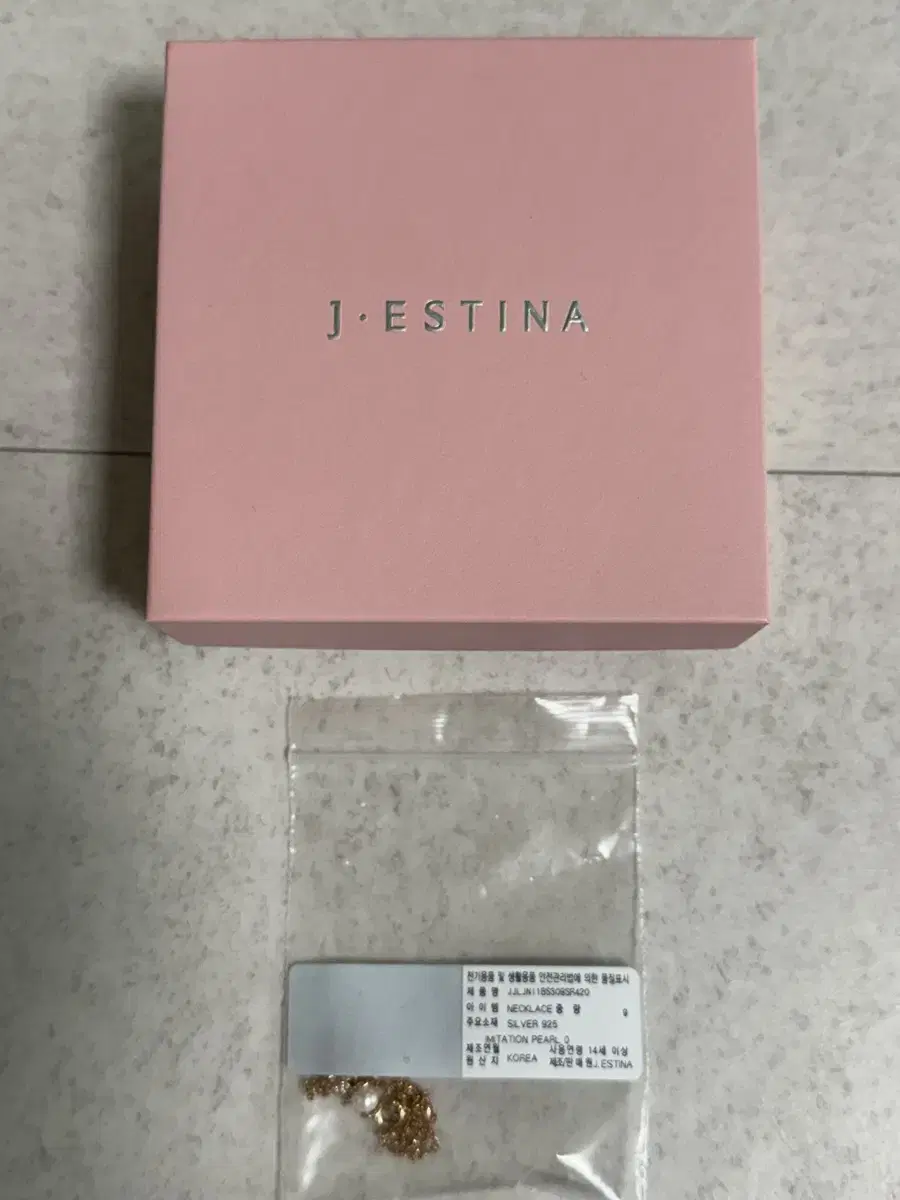 J·ESTINA
전기용품 및 생활용품 안전관리법에 의한 품질표시
제 품 명 JJLJN11BS309SR420
아 이 템 NECKLACE 중 량 g
주요소재 SILVER 925
IMITATION PEARL 0
제조연월 사용연령 14세 이상
원 산 지 KOREA 제조/판매원 J.ESTINA